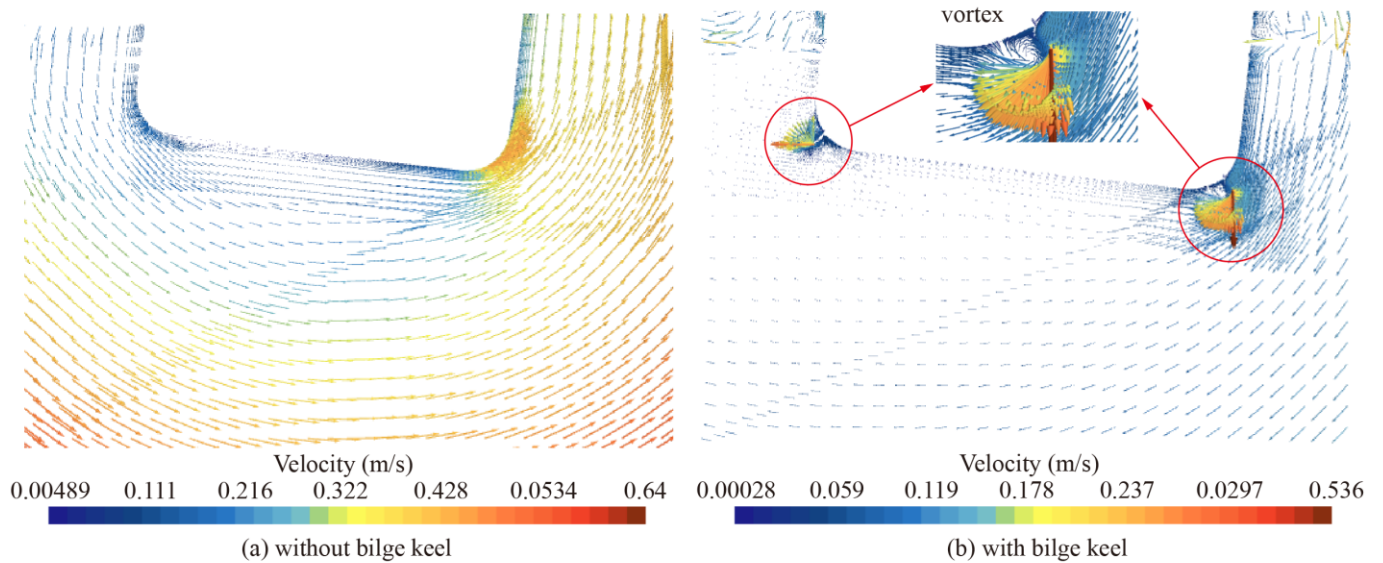 vortex
Velocity (m/s)
0.00489 0.111 0.216 0.322 0.428 0.0534 0.64
(a) without bilge keel
Velocity (m/s)
0.00028 0.059 0.119 0.178 0.237 0.0297 0.536
(b) with bilge keel